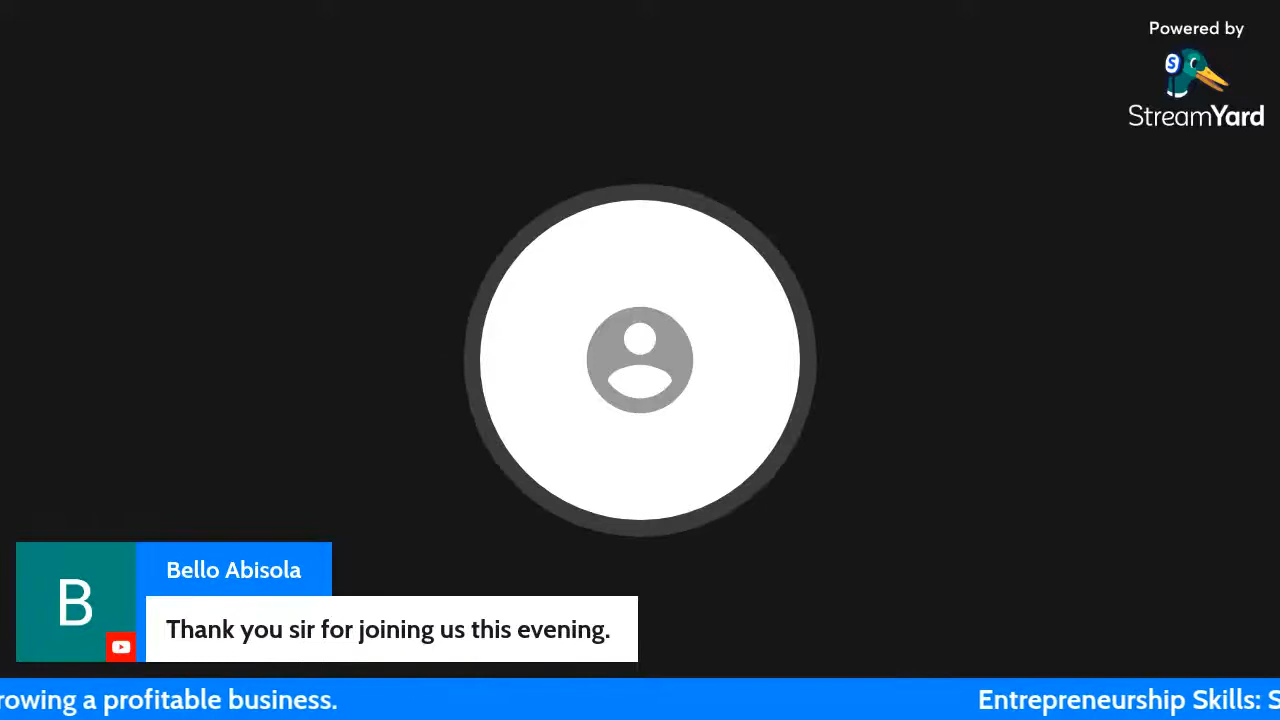 Powered by
S
StreamYard
B
Bello Abisola
Thank you sir for joining us this evening.
rowing a profitable business.
Entrepreneurship Skills: S